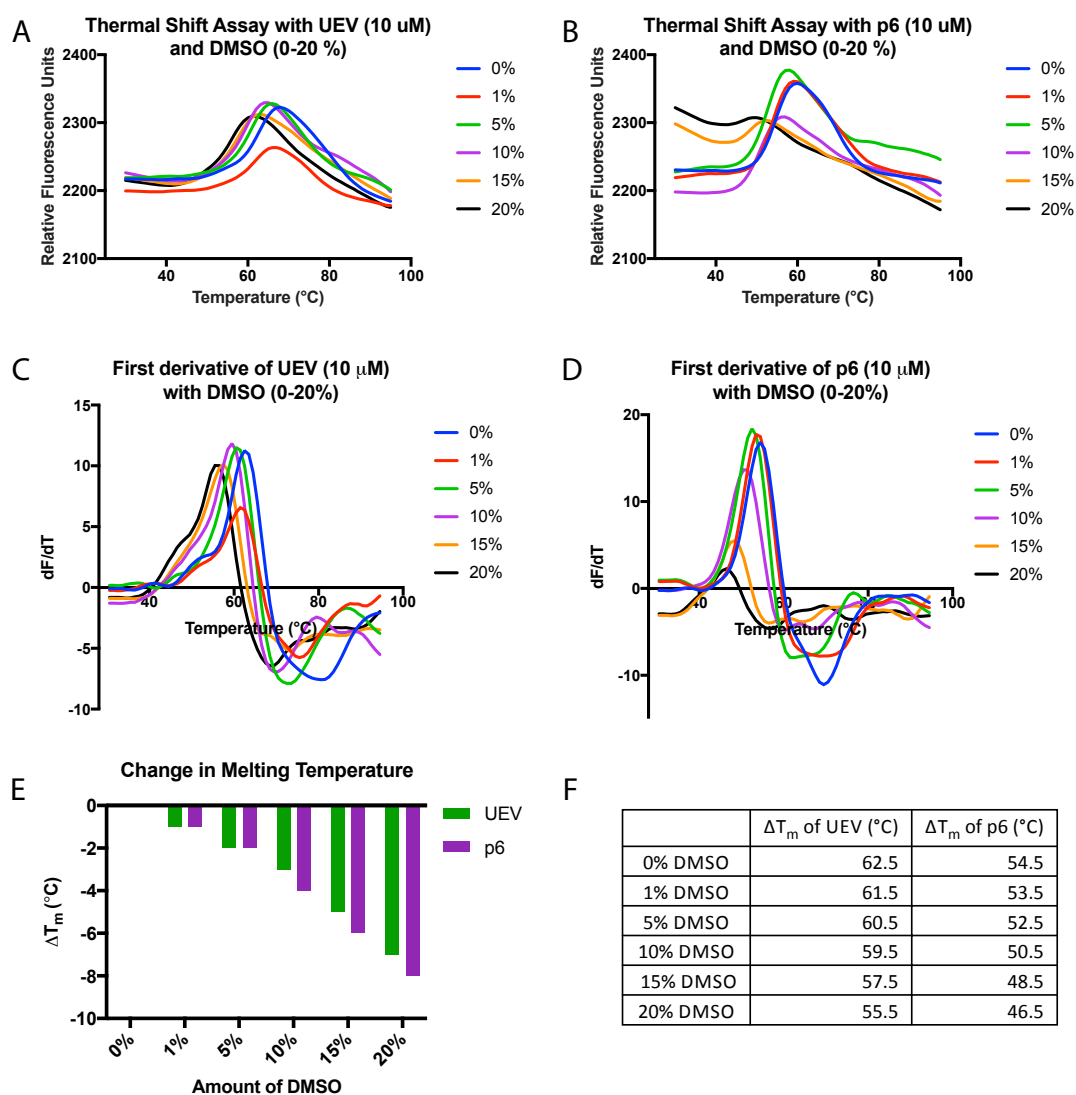 A
Thermal Shift Assay with UEV (10 uM)
and DMSO (0-20 %)
Relative Fluorescence Units
2400
2300
2200
2100
40
60
80
100
Temperature (°C)
0%
1%
5%
10%
15%
20%
B
Thermal Shift Assay with p6 (10 uM)
and DMSO (0-20 %)
Relative Fluorescence Units
2400
2300
2200
2100
40
60
80
100
Temperature (°C)
0%
1%
5%
10%
15%
20%
C
First derivative of UEV (10 μM)
with DMSO (0-20%)
dF/dT
15
10
5
0
-5
-10
40
60
80
100
Temperature (°C)
0%
1%
5%
10%
15%
20%
D
First derivative of p6 (10 μM)
with DMSO (0-20%)
dF/dT
20
10
0
-10
40
60
80
100
Temperature (°C)
0%
1%
5%
10%
15%
20%
E
Change in Melting Temperature
ΔTm (°C)
0
-2
-4
-6
-8
-10
0%
1%
5%
10%
15%
20%
Amount of DMSO
UEV
p6
F
ΔTm of UEV (°C) ΔTm of p6 (°C)
0% DMSO 62.5 54.5
1% DMSO 61.5 53.5
5% DMSO 60.5 52.5
10% DMSO 59.5 50.5
15% DMSO 57.5 48.5
20% DMSO 55.5 46.5